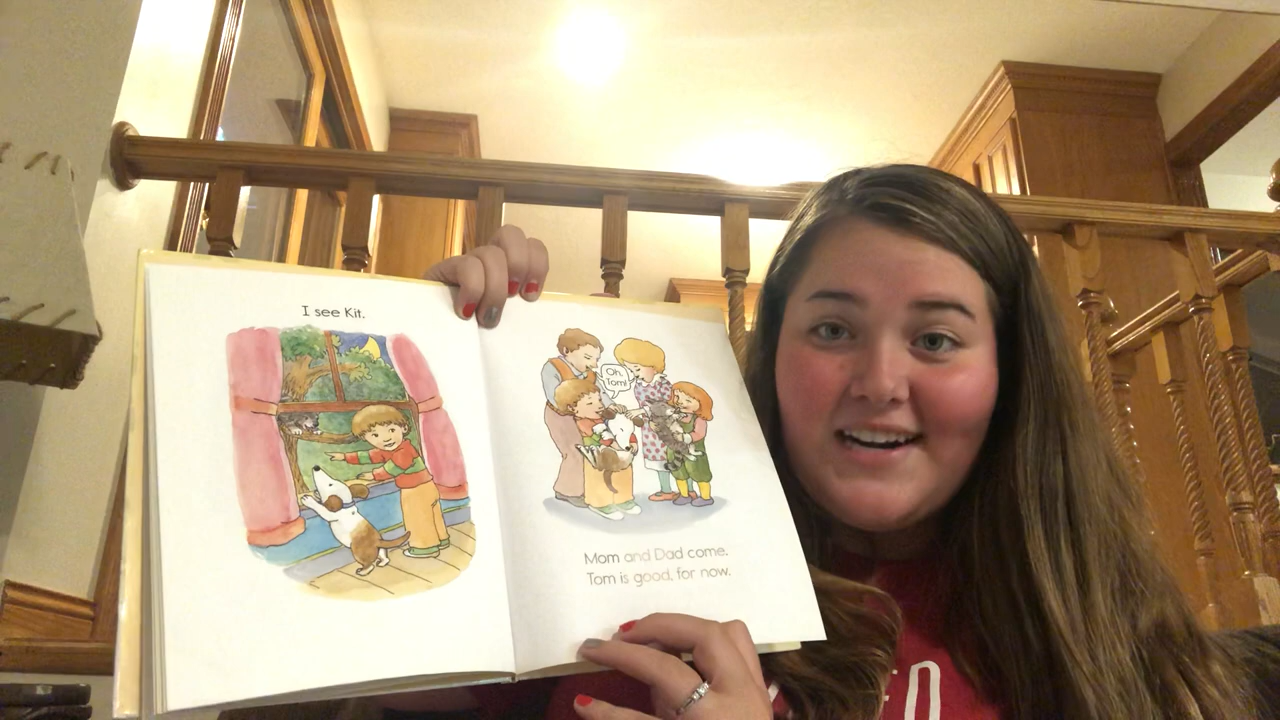 I see Kit.
Oh,
Tom!
Mom and Dad come.
Tom is good, for now.